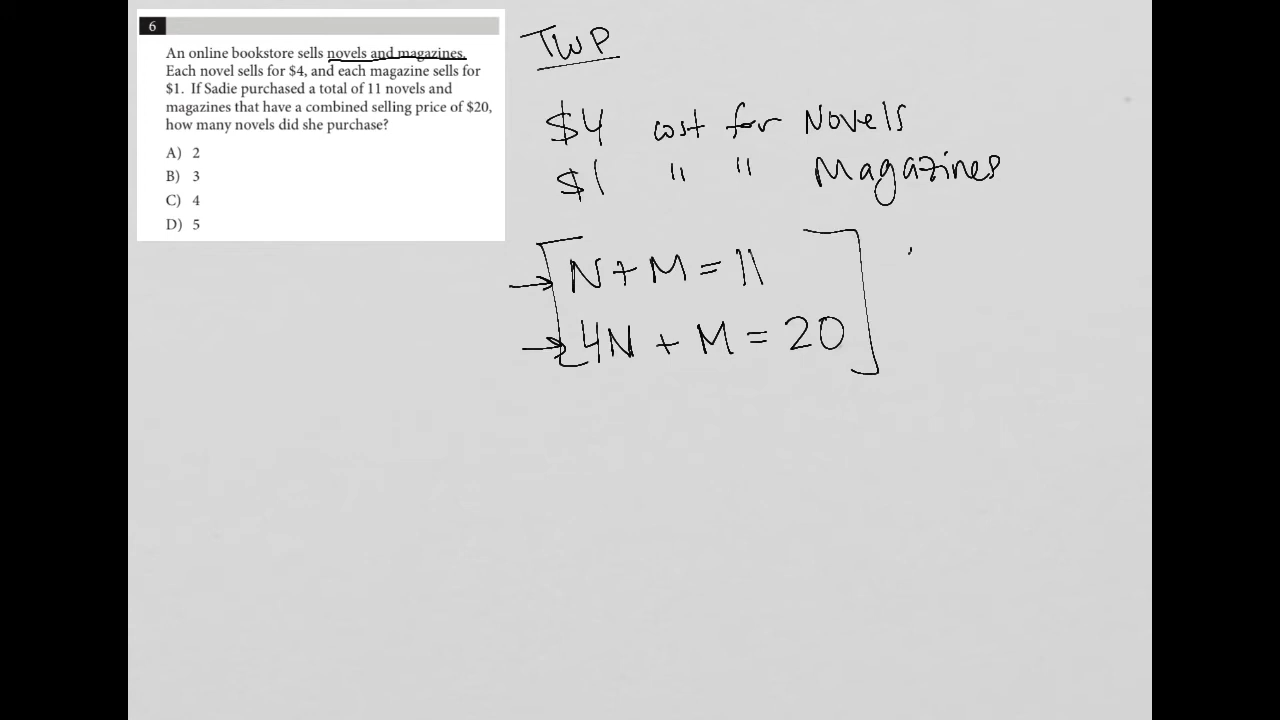 6
An online bookstore sells novels and magazines.
Each novel sells for $4, and each magazine sells for
$1. If Sadie purchased a total of 11 novels and
magazines that have a combined selling price of $20,
how many novels did she purchase?
A) 2
B) 3
C) 4
D) 5
TWP
$4 cost for Novels
$1 " " Magazines
N + M = 11
4N + M = 20